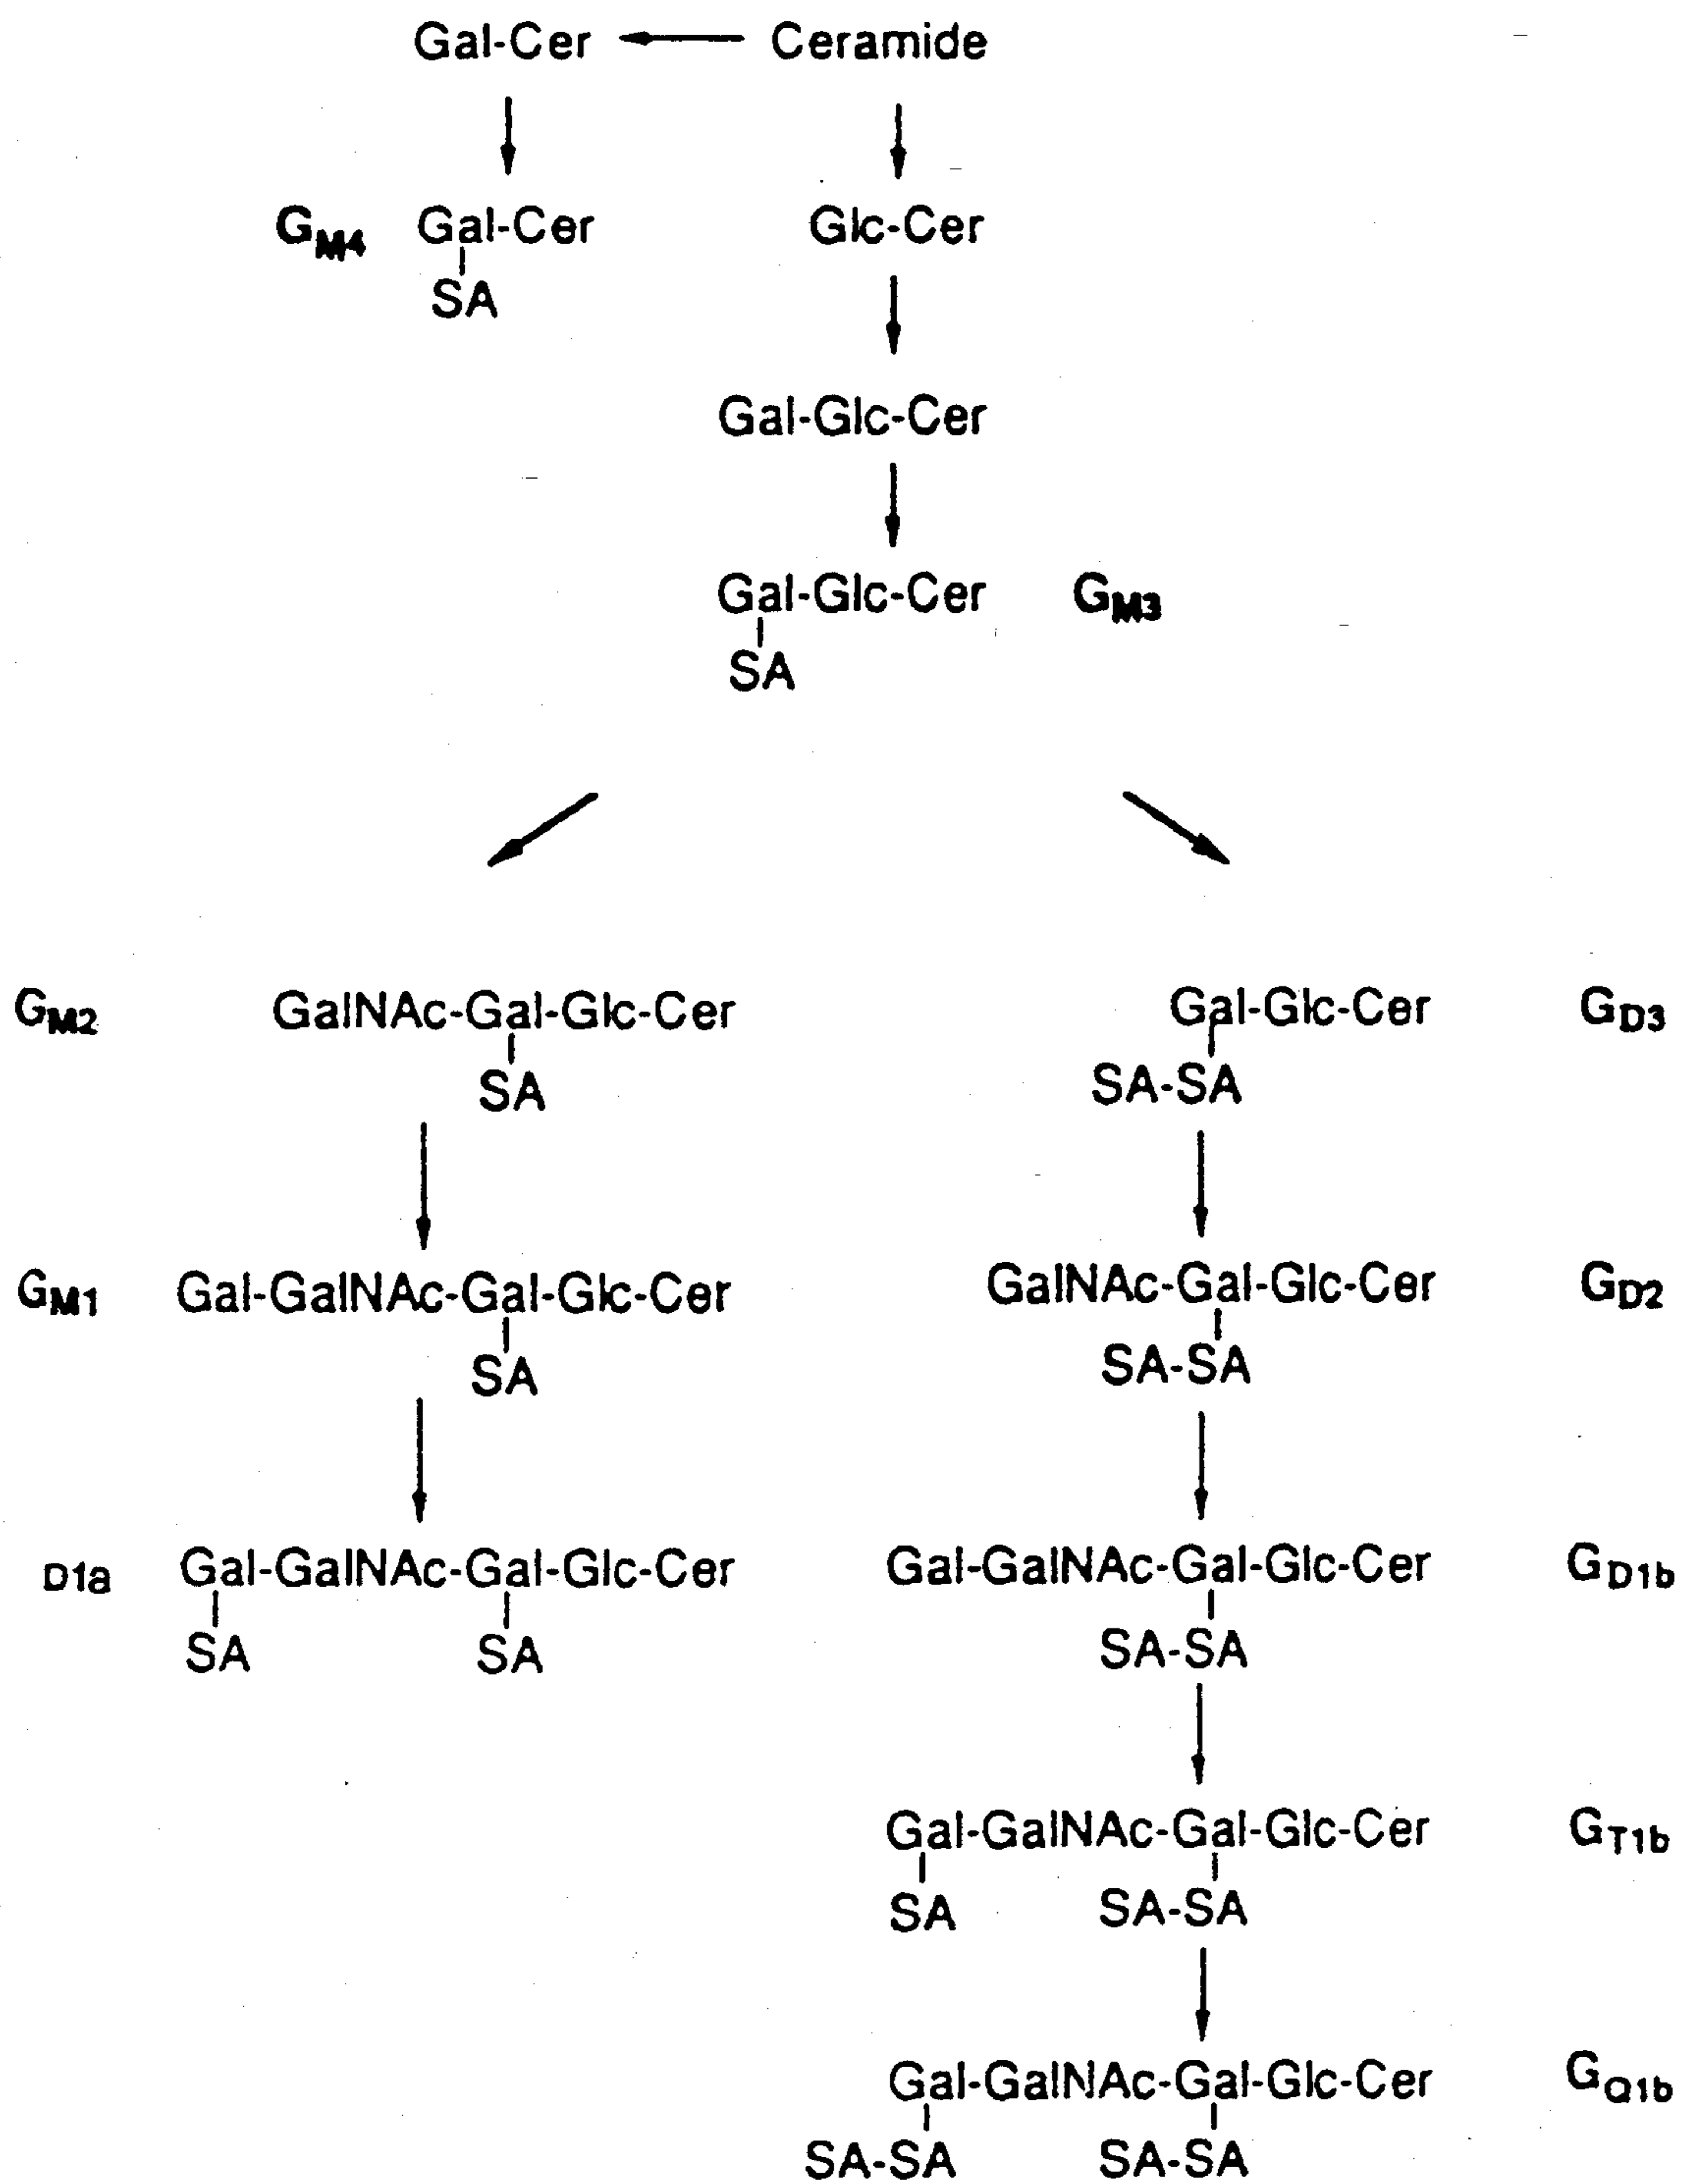 Gal-Cer Ceramide
GM4 Gal-Cer Glc-Cer
SA
Gal-Glc-Cer
Gal-Glc-Cer GM3
SA
GM2 GalNAc-Gal-Glc-Cer Gal-Glc-Cer GD3
SA SA-SA
GM1 Gal-GalNAc-Gal-Glc-Cer GalNAc-Gal-Glc-Cer GD2
SA SA-SA
D1a Gal-GalNAc-Gal-Glc-Cer Gal-GalNAc-Gal-Glc-Cer GD1b
SA SA SA-SA
Gal-GalNAc-Gal-Glc-Cer GT1b
SA SA-SA
Gal-GalNAc-Gal-Glc-Cer GQ1b
SA-SA SA-SA